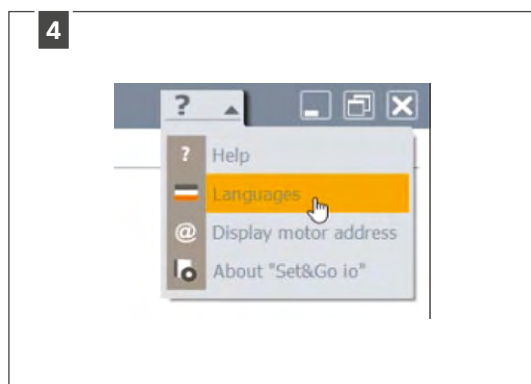 4
?
? Help
Languages
@ Display motor address
About "Set&Go io"